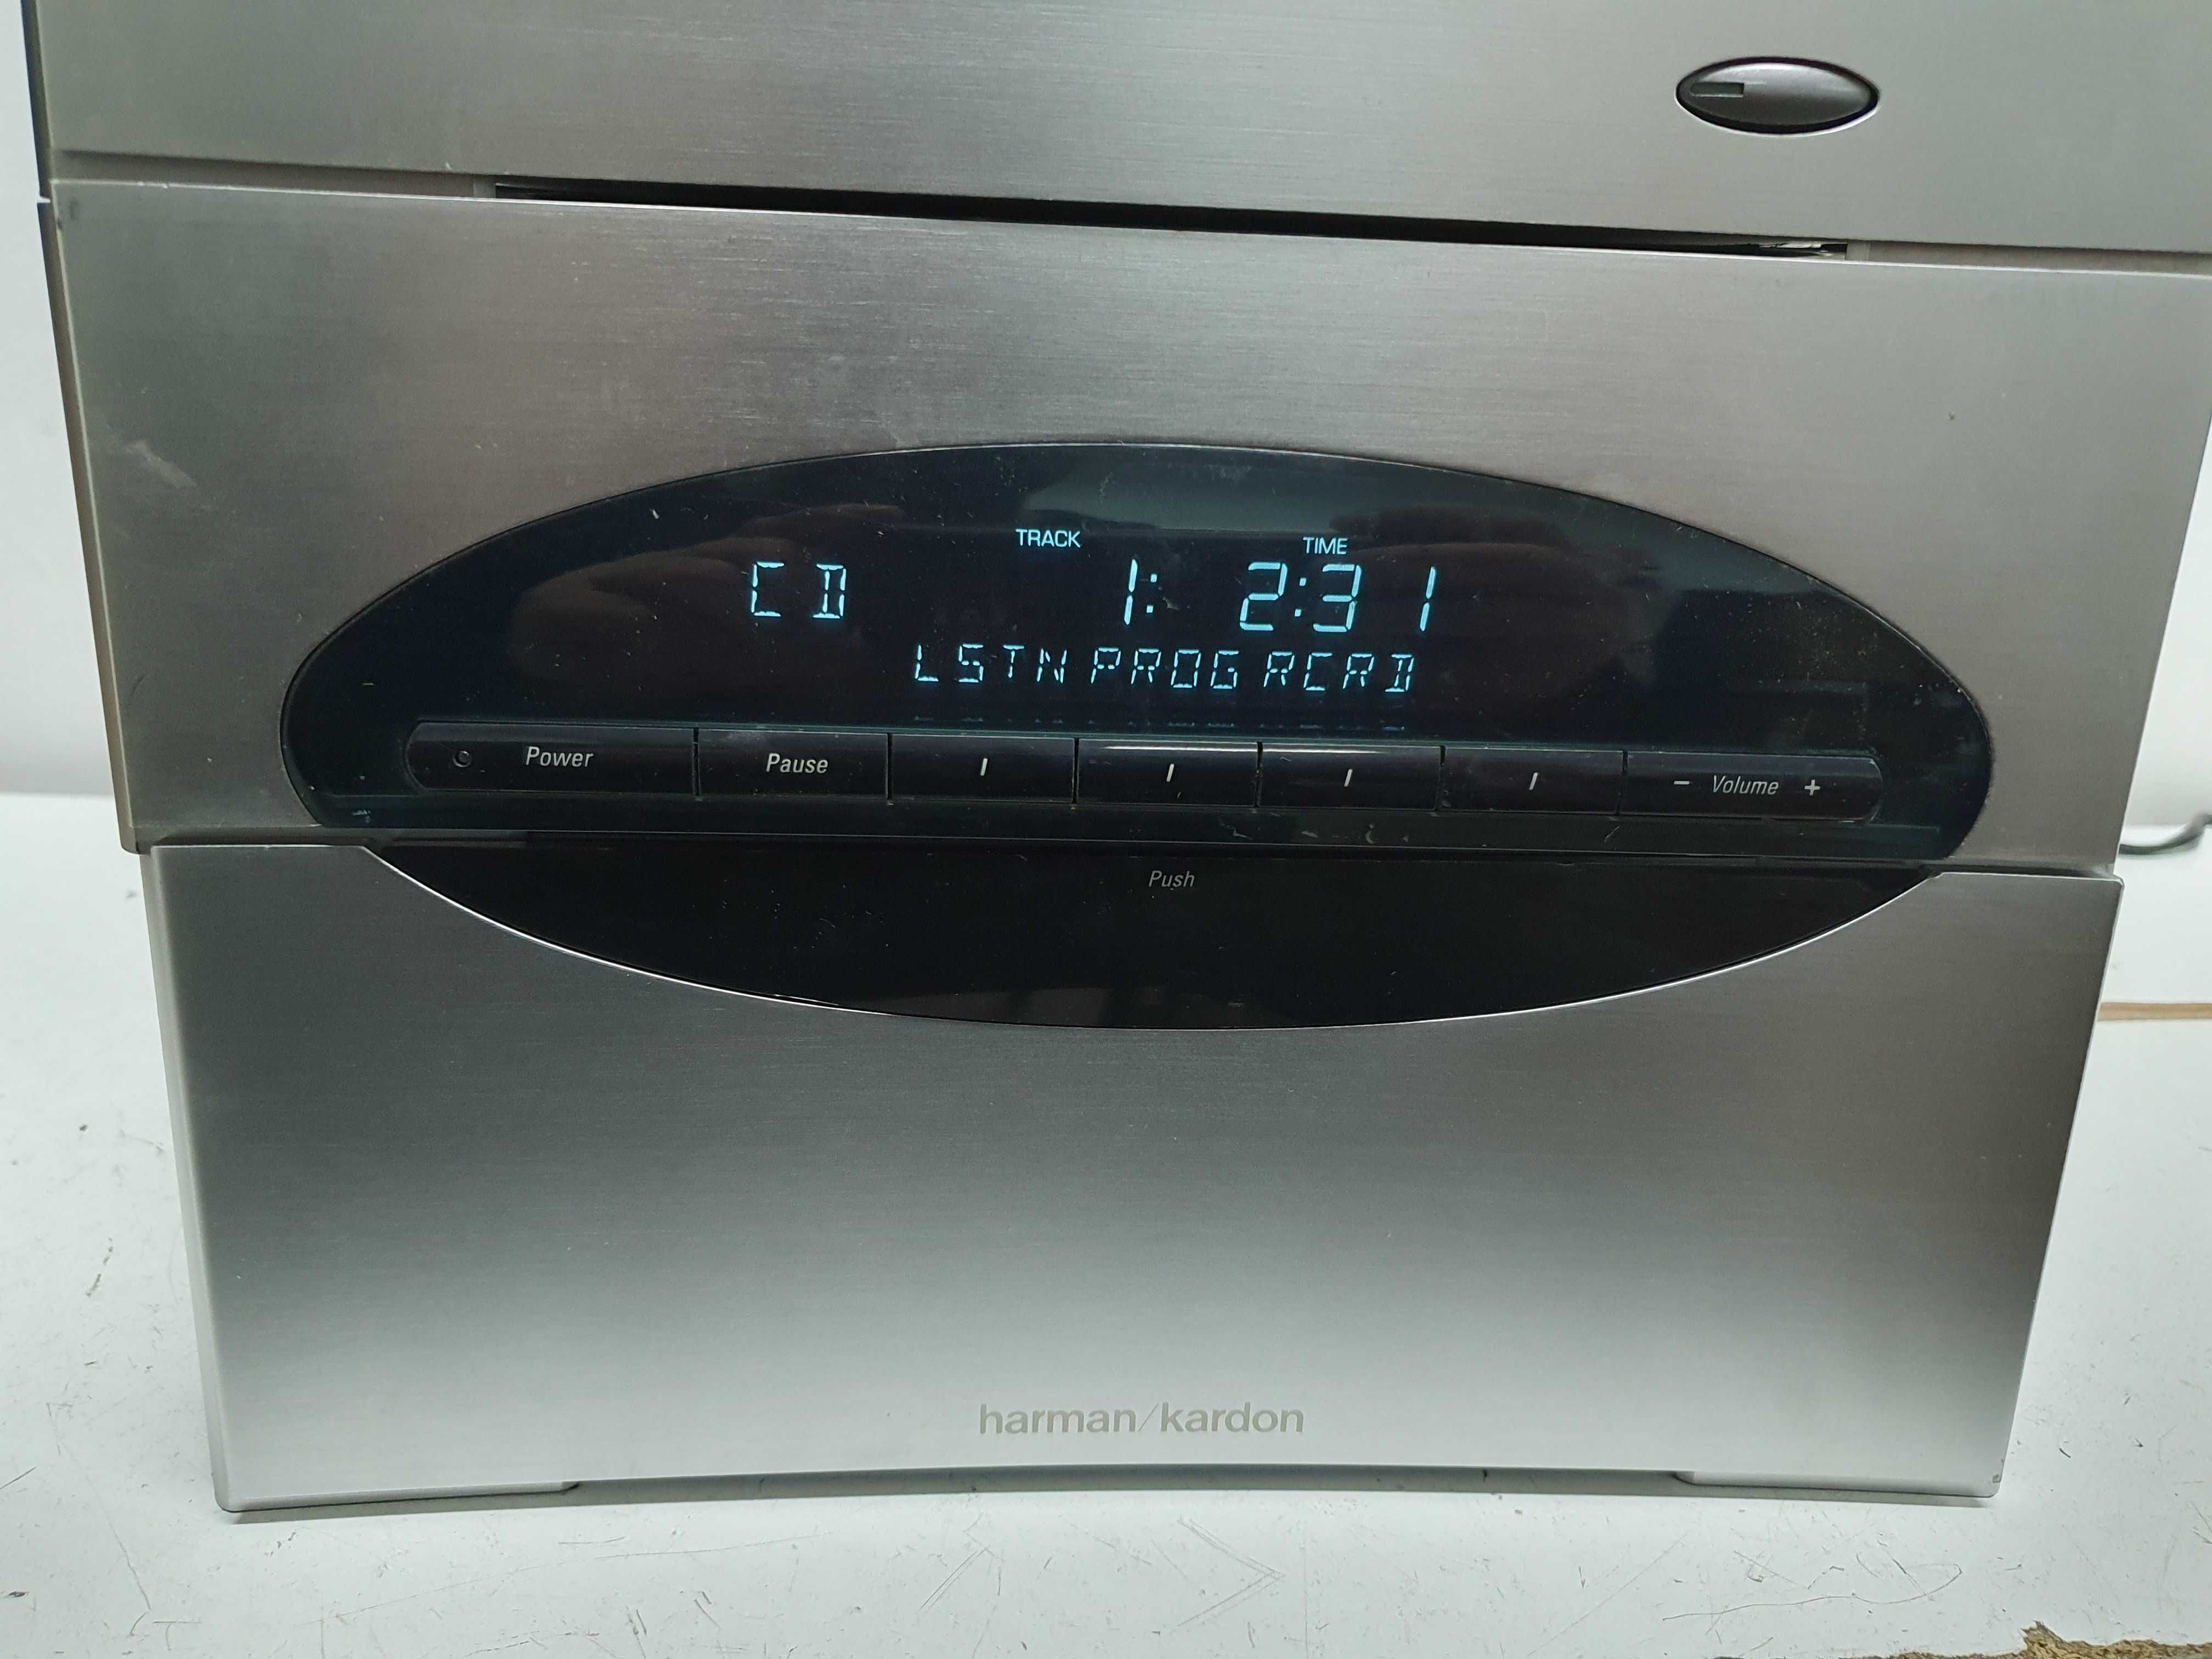 TRACK TIME
CD 1: 2:31
LSTN PROG RCRD
Power Pause - Volume +
Push
harman/kardon